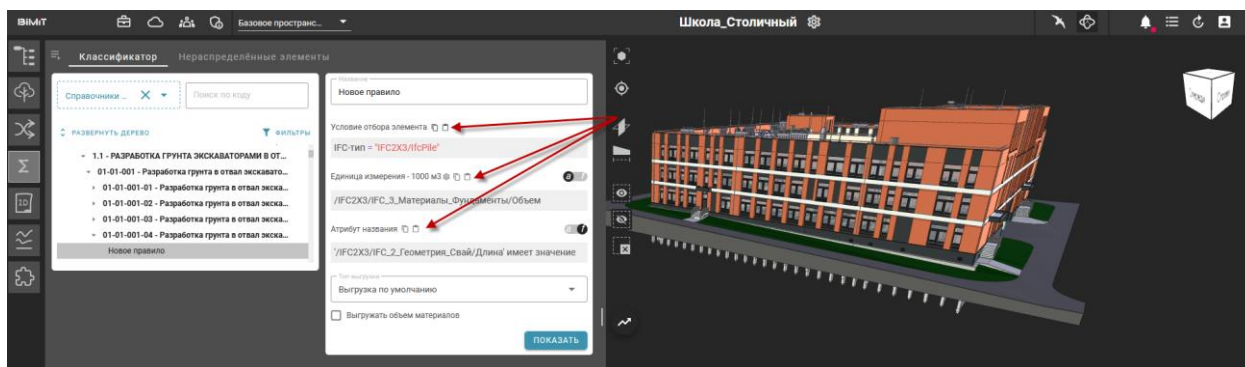 BIMIT
Базовое пространс...
Школа_Столичный
Классификатор
Нераспределённые элементы
Справочники ...
Поиск по коду
РАЗВЕРНУТЬ ДЕРЕВО
ФИЛЬТРЫ
1.1 - РАЗРАБОТКА ГРУНТА ЭКСКАВАТОРАМИ В ОТ...
01-01-001 - Разработка грунта в отвал экскавато...
01-01-001-01 - Разработка грунта в отвал экска...
01-01-001-02 - Разработка грунта в отвал экска...
01-01-001-03 - Разработка грунта в отвал экска...
01-01-001-04 - Разработка грунта в отвал экска...
Новое правило
Название
Новое правило
Условие отбора элемента
IFC-тип = "IFC2X3/IfcPile"
Единица измерения - 1000 м3
/IFC2X3/IFC_3_Материалы_Фундаменты/Объем
Атрибут названия
'/IFC2X3/IFC_2_Геометрия_Свай/Длина' имеет значение
Тип выгрузки
Выгрузка по умолчанию
Выгружать объем материалов
ПОКАЗАТЬ